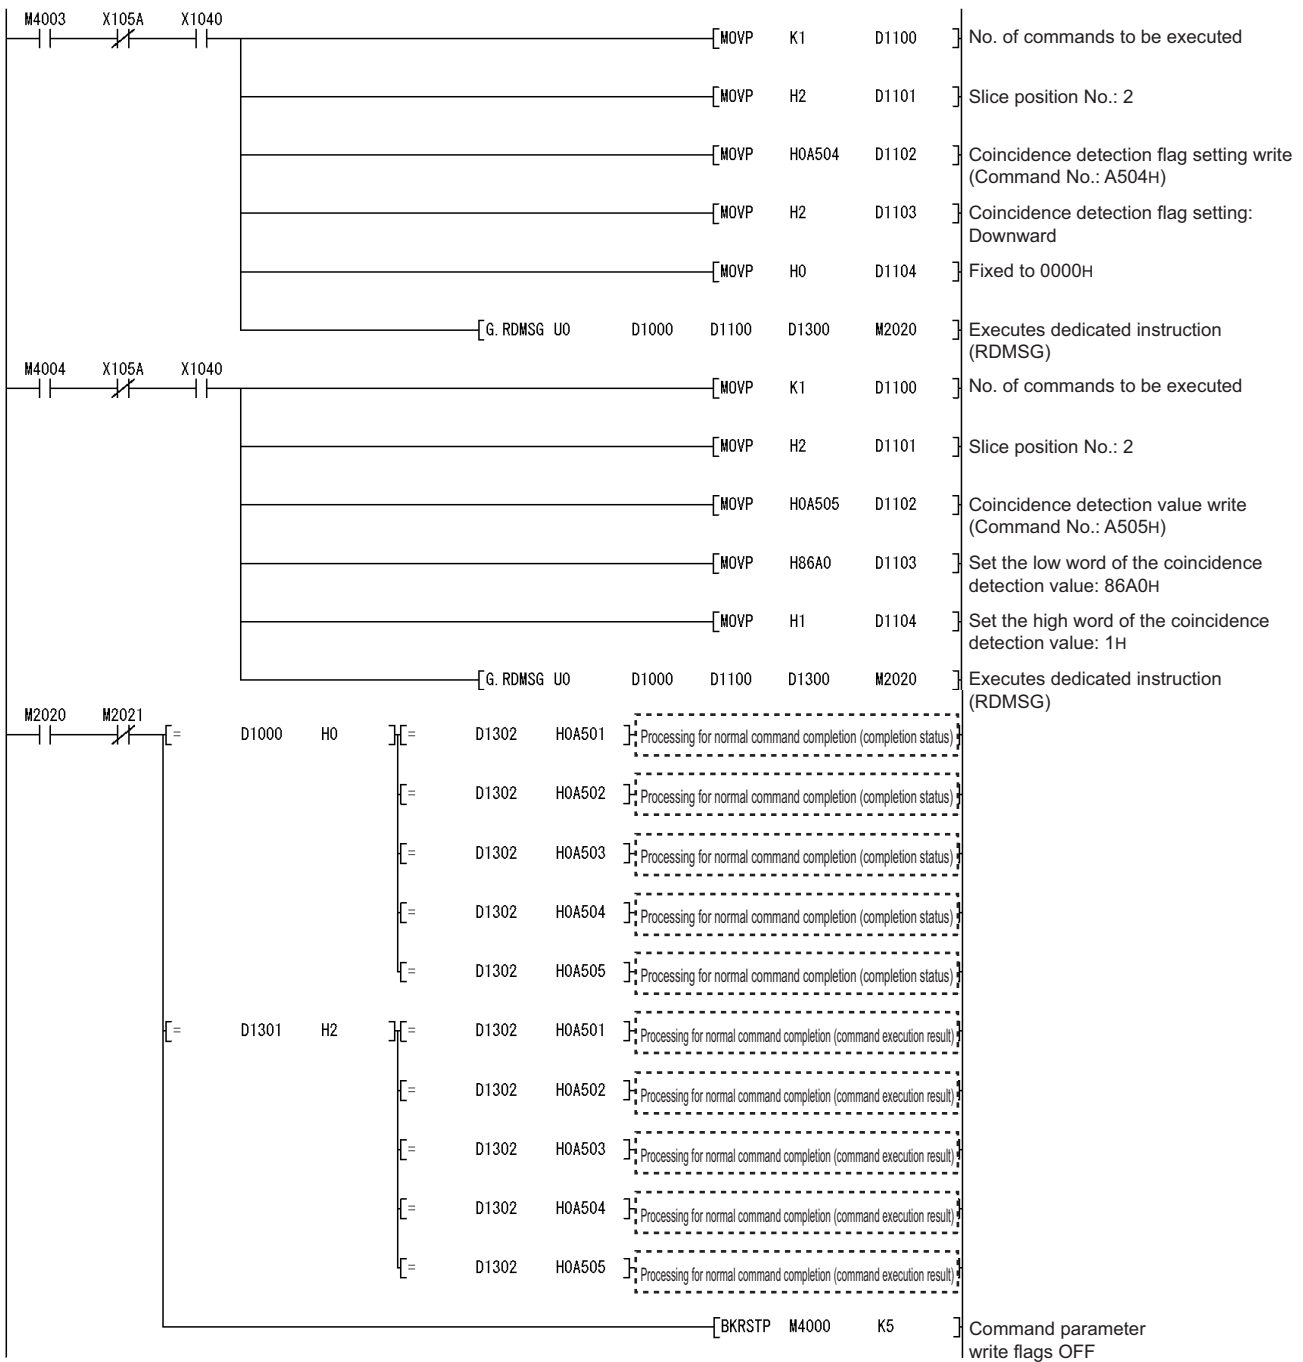 M4003 X105A X1040
[MOVP K1 D1100 ] No. of commands to be executed
[MOVP H2 D1101 ] Slice position No.: 2
[MOVP H0A504 D1102 ] Coincidence detection flag setting write
(Command No.: A504H)
[MOVP H2 D1103 ] Coincidence detection flag setting:
Downward
[MOVP H0 D1104 ] Fixed to 0000H
[G.RDMSG U0 D1000 D1100 D1300 M2020 ] Executes dedicated instruction
(RDMSG)
M4004 X105A X1040
[MOVP K1 D1100 ] No. of commands to be executed
[MOVP H2 D1101 ] Slice position No.: 2
[MOVP H0A505 D1102 ] Coincidence detection value write
(Command No.: A505H)
[MOVP H86A0 D1103 ] Set the low word of the coincidence
detection value: 86A0H
[MOVP H1 D1104 ] Set the high word of the coincidence
detection value: 1H
[G.RDMSG U0 D1000 D1100 D1300 M2020 ] Executes dedicated instruction
(RDMSG)
M2020 M2021
[= D1000 H0 ] [= D1302 H0A501 ] Processing for normal command completion (completion status)
[= D1302 H0A502 ] Processing for normal command completion (completion status)
[= D1302 H0A503 ] Processing for normal command completion (completion status)
[= D1302 H0A504 ] Processing for normal command completion (completion status)
[= D1302 H0A505 ] Processing for normal command completion (completion status)
[= D1301 H2 ] [= D1302 H0A501 ] Processing for normal command completion (command execution result)
[= D1302 H0A502 ] Processing for normal command completion (command execution result)
[= D1302 H0A503 ] Processing for normal command completion (command execution result)
[= D1302 H0A504 ] Processing for normal command completion (command execution result)
[= D1302 H0A505 ] Processing for normal command completion (command execution result)
[BKRSTP M4000 K5 ] Command parameter
write flags OFF